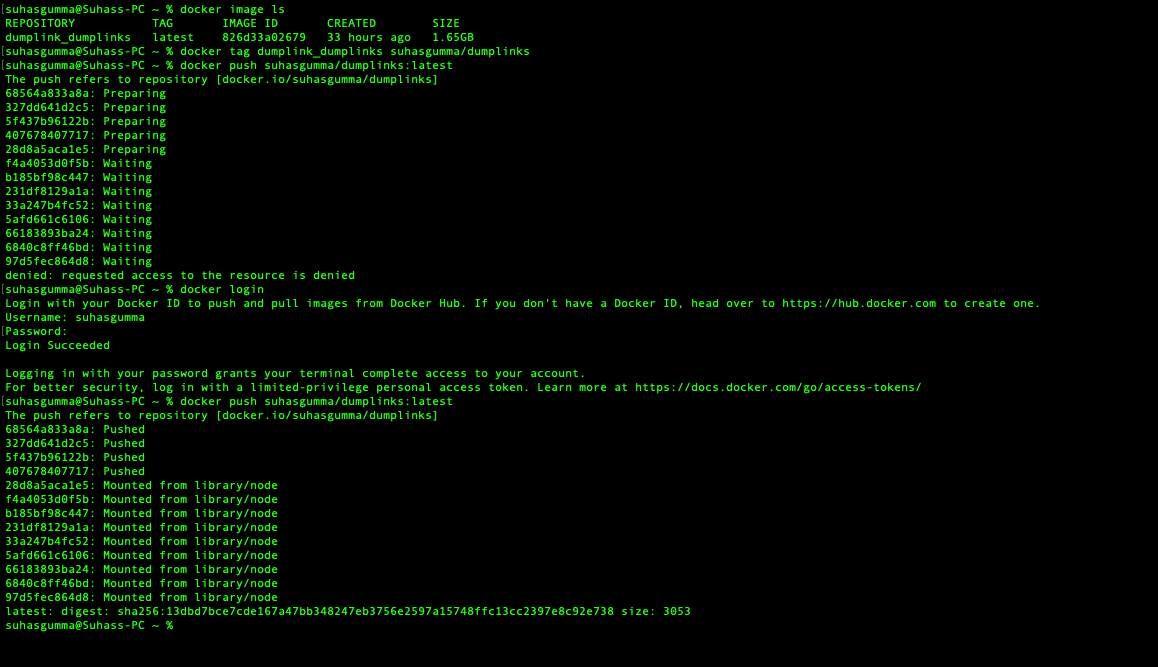 [suhasgumma@Suhass-PC ~ % docker image ls
REPOSITORY           TAG       IMAGE ID       CREATED        SIZE
dumplink_dumplinks   latest    826d33a02679   33 hours ago   1.65GB
[suhasgumma@Suhass-PC ~ % docker tag dumplink_dumplinks suhasgumma/dumplinks
[suhasgumma@Suhass-PC ~ % docker push suhasgumma/dumplinks:latest
The push refers to repository [docker.io/suhasgumma/dumplinks]
68564a833a8a: Preparing
327dd641d2c5: Preparing
5f437b96122b: Preparing
407678407717: Preparing
28d8a5aca1e5: Preparing
f4a4053d0f5b: Waiting
b185bf98c447: Waiting
231df8129a1a: Waiting
33a247b4fc52: Waiting
5afd661c6106: Waiting
66183893ba24: Waiting
6840c8ff46bd: Waiting
97d5fec864d8: Waiting
denied: requested access to the resource is denied
[suhasgumma@Suhass-PC ~ % docker login
Login with your Docker ID to push and pull images from Docker Hub. If you don't have a Docker ID, head over to https://hub.docker.com to create one.
Username: suhasgumma
[Password:
Login Succeeded
Logging in with your password grants your terminal complete access to your account.
For better security, log in with a limited-privilege personal access token. Learn more at https://docs.docker.com/go/access-tokens/
[suhasgumma@Suhass-PC ~ % docker push suhasgumma/dumplinks:latest
The push refers to repository [docker.io/suhasgumma/dumplinks]
68564a833a8a: Pushed
327dd641d2c5: Pushed
5f437b96122b: Pushed
407678407717: Pushed
28d8a5aca1e5: Mounted from library/node
f4a4053d0f5b: Mounted from library/node
b185bf98c447: Mounted from library/node
231df8129a1a: Mounted from library/node
33a247b4fc52: Mounted from library/node
5afd661c6106: Mounted from library/node
66183893ba24: Mounted from library/node
6840c8ff46bd: Mounted from library/node
97d5fec864d8: Mounted from library/node
latest: digest: sha256:13dbd7bce7cde167a47bb348247eb3756e2597a15748ffc13cc2397e8c92e738 size: 3053
suhasgumma@Suhass-PC ~ %